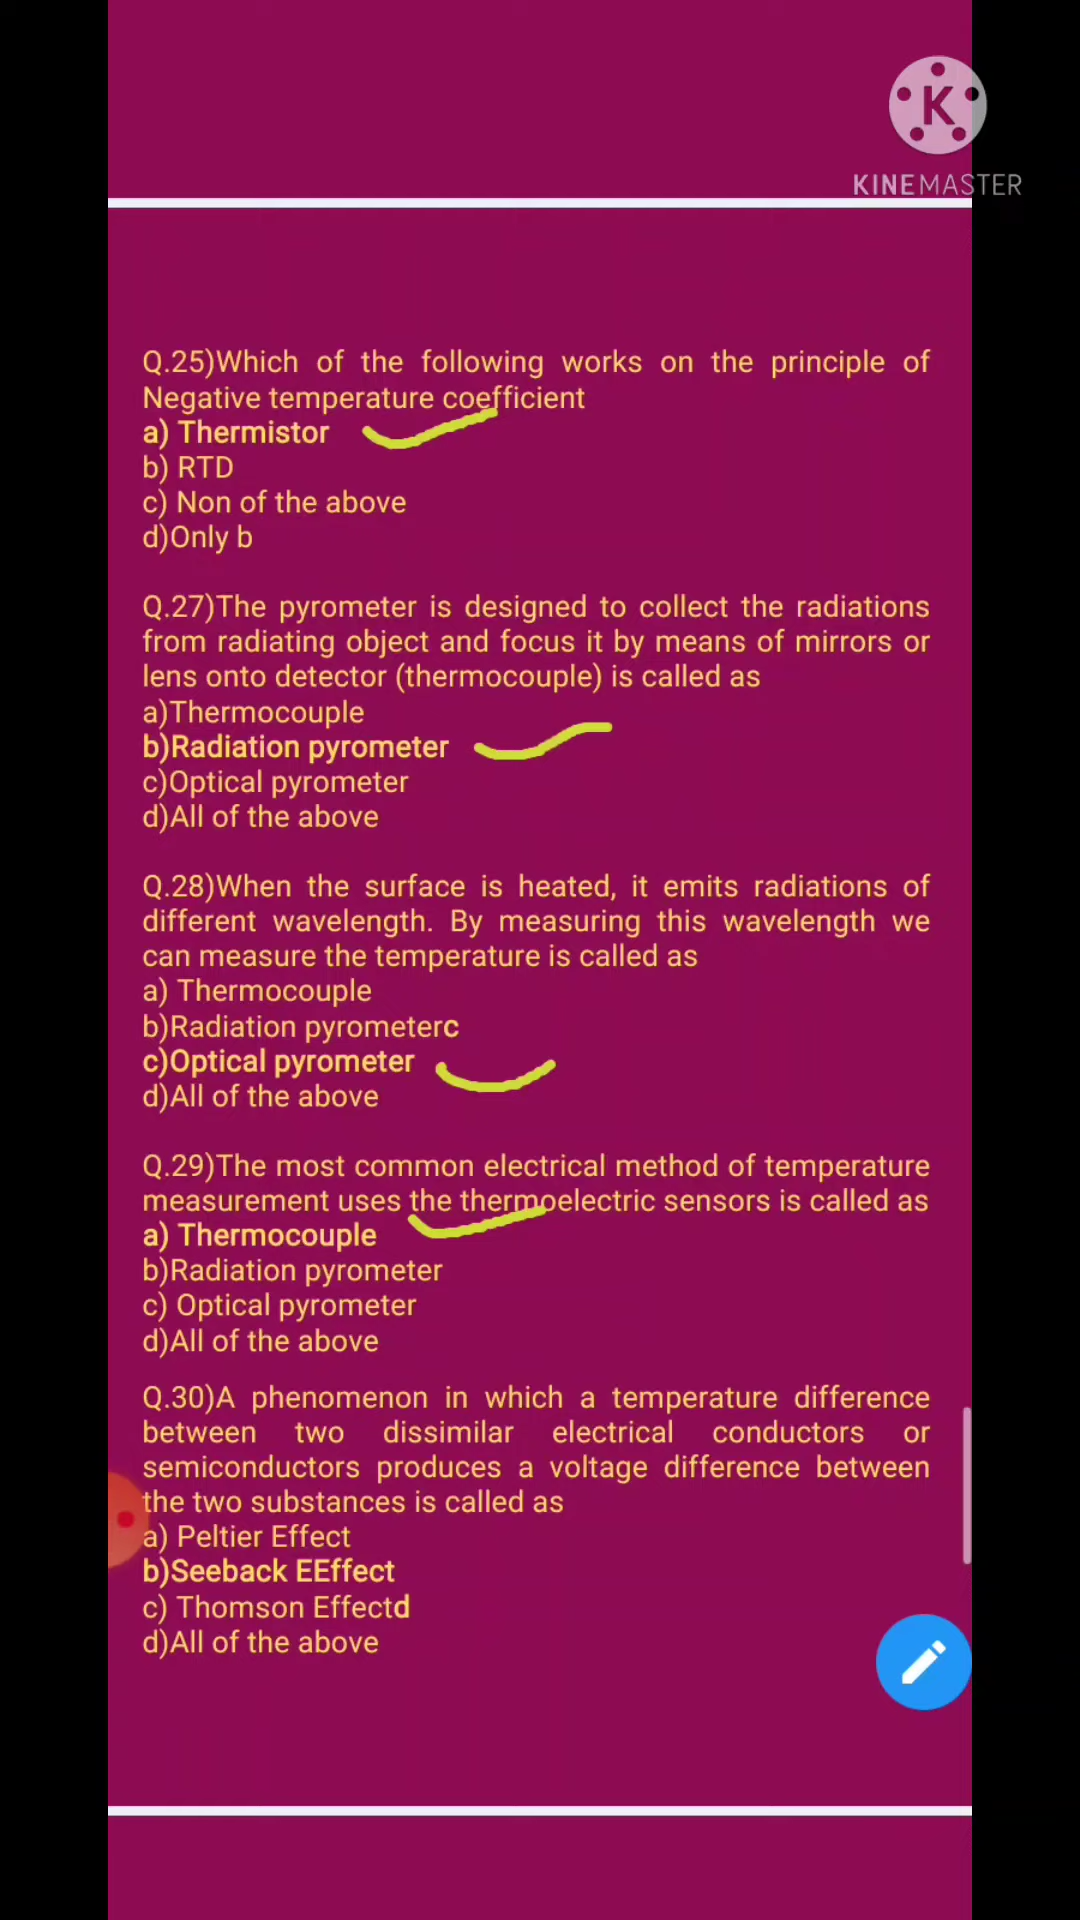 K
KINEMASTER
Q.25)Which of the following works on the principle of
Negative temperature coefficient
a) Thermistor
b) RTD
c) Non of the above
d)Only b
Q.27)The pyrometer is designed to collect the radiations
from radiating object and focus it by means of mirrors or
lens onto detector (thermocouple) is called as
a)Thermocouple
b)Radiation pyrometer
c)Optical pyrometer
d)All of the above
Q.28)When the surface is heated, it emits radiations of
different wavelength. By measuring this wavelength we
can measure the temperature is called as
a) Thermocouple
b)Radiation pyrometerc
c)Optical pyrometer
d)All of the above
Q.29)The most common electrical method of temperature
measurement uses the thermoelectric sensors is called as
a) Thermocouple
b)Radiation pyrometer
c) Optical pyrometer
d)All of the above
Q.30)A phenomenon in which a temperature difference
between two dissimilar electrical conductors or
semiconductors produces a voltage difference between
the two substances is called as
a) Peltier Effect
b)Seeback EEffect
c) Thomson Effectd
d)All of the above